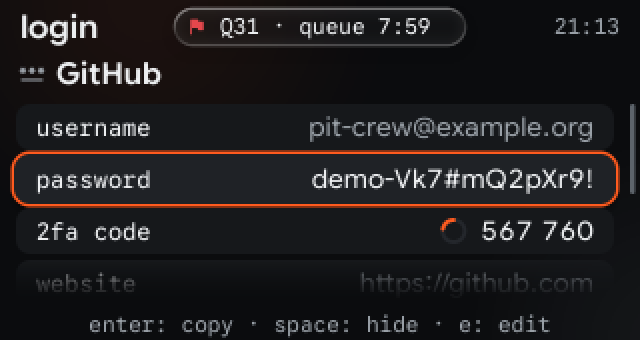 login
Q31 · queue 7:59
21:13
GitHub
username pit-crew@example.org
password demo-Vk7#mQ2pXr9!
2fa code 567 760
website https://github.com
enter: copy · space: hide · e: edit